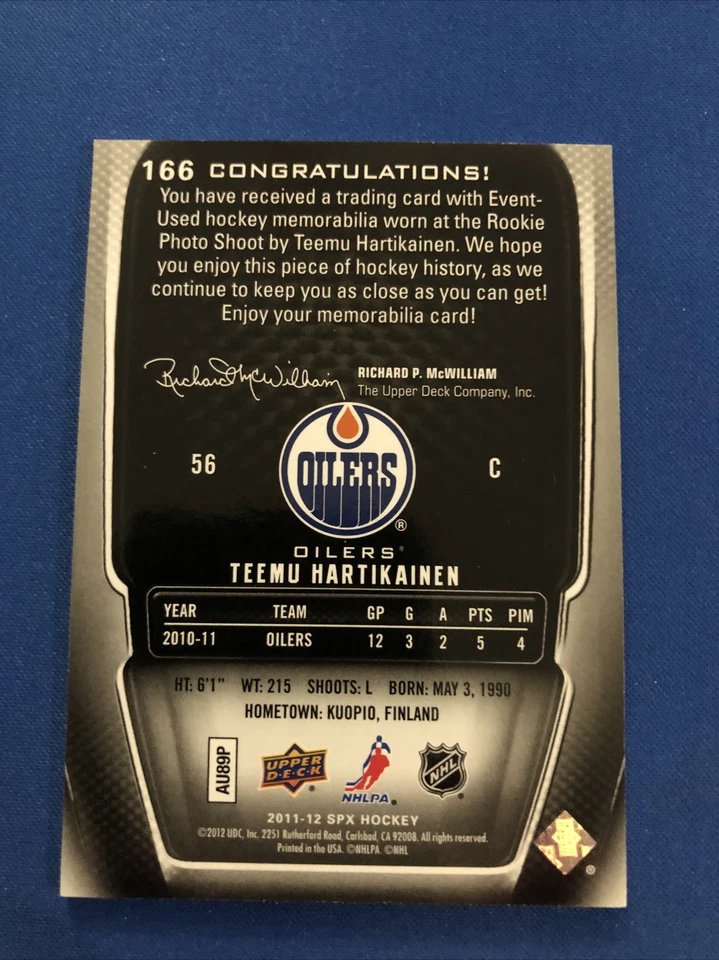 166 CONGRATULATIONS!
You have received a trading card with Event-
Used hockey memorabilia worn at the Rookie
Photo Shoot by Teemu Hartikainen. We hope
you enjoy this piece of hockey history, as we
continue to keep you as close as you can get!
Enjoy your memorabilia card!
Richard McWilliam
RICHARD P. McWILLIAM
The Upper Deck Company, Inc.
56 OILERS ® C
OILERS
TEEMU HARTIKAINEN
YEAR TEAM GP G A PTS PIM
2010-11 OILERS 12 3 2 5 4
HT: 6'1" WT: 215 SHOOTS: L BORN: MAY 3, 1990
HOMETOWN: KUOPIO, FINLAND
AU89P
UPPER DECK
NHLPA
NHL
2011-12 SPX HOCKEY
©2012 UDC, Inc. 2251 Rutherford Road, Carlsbad, CA 92008. All rights reserved.
Printed in the USA. ©NHLPA ©NHL
®